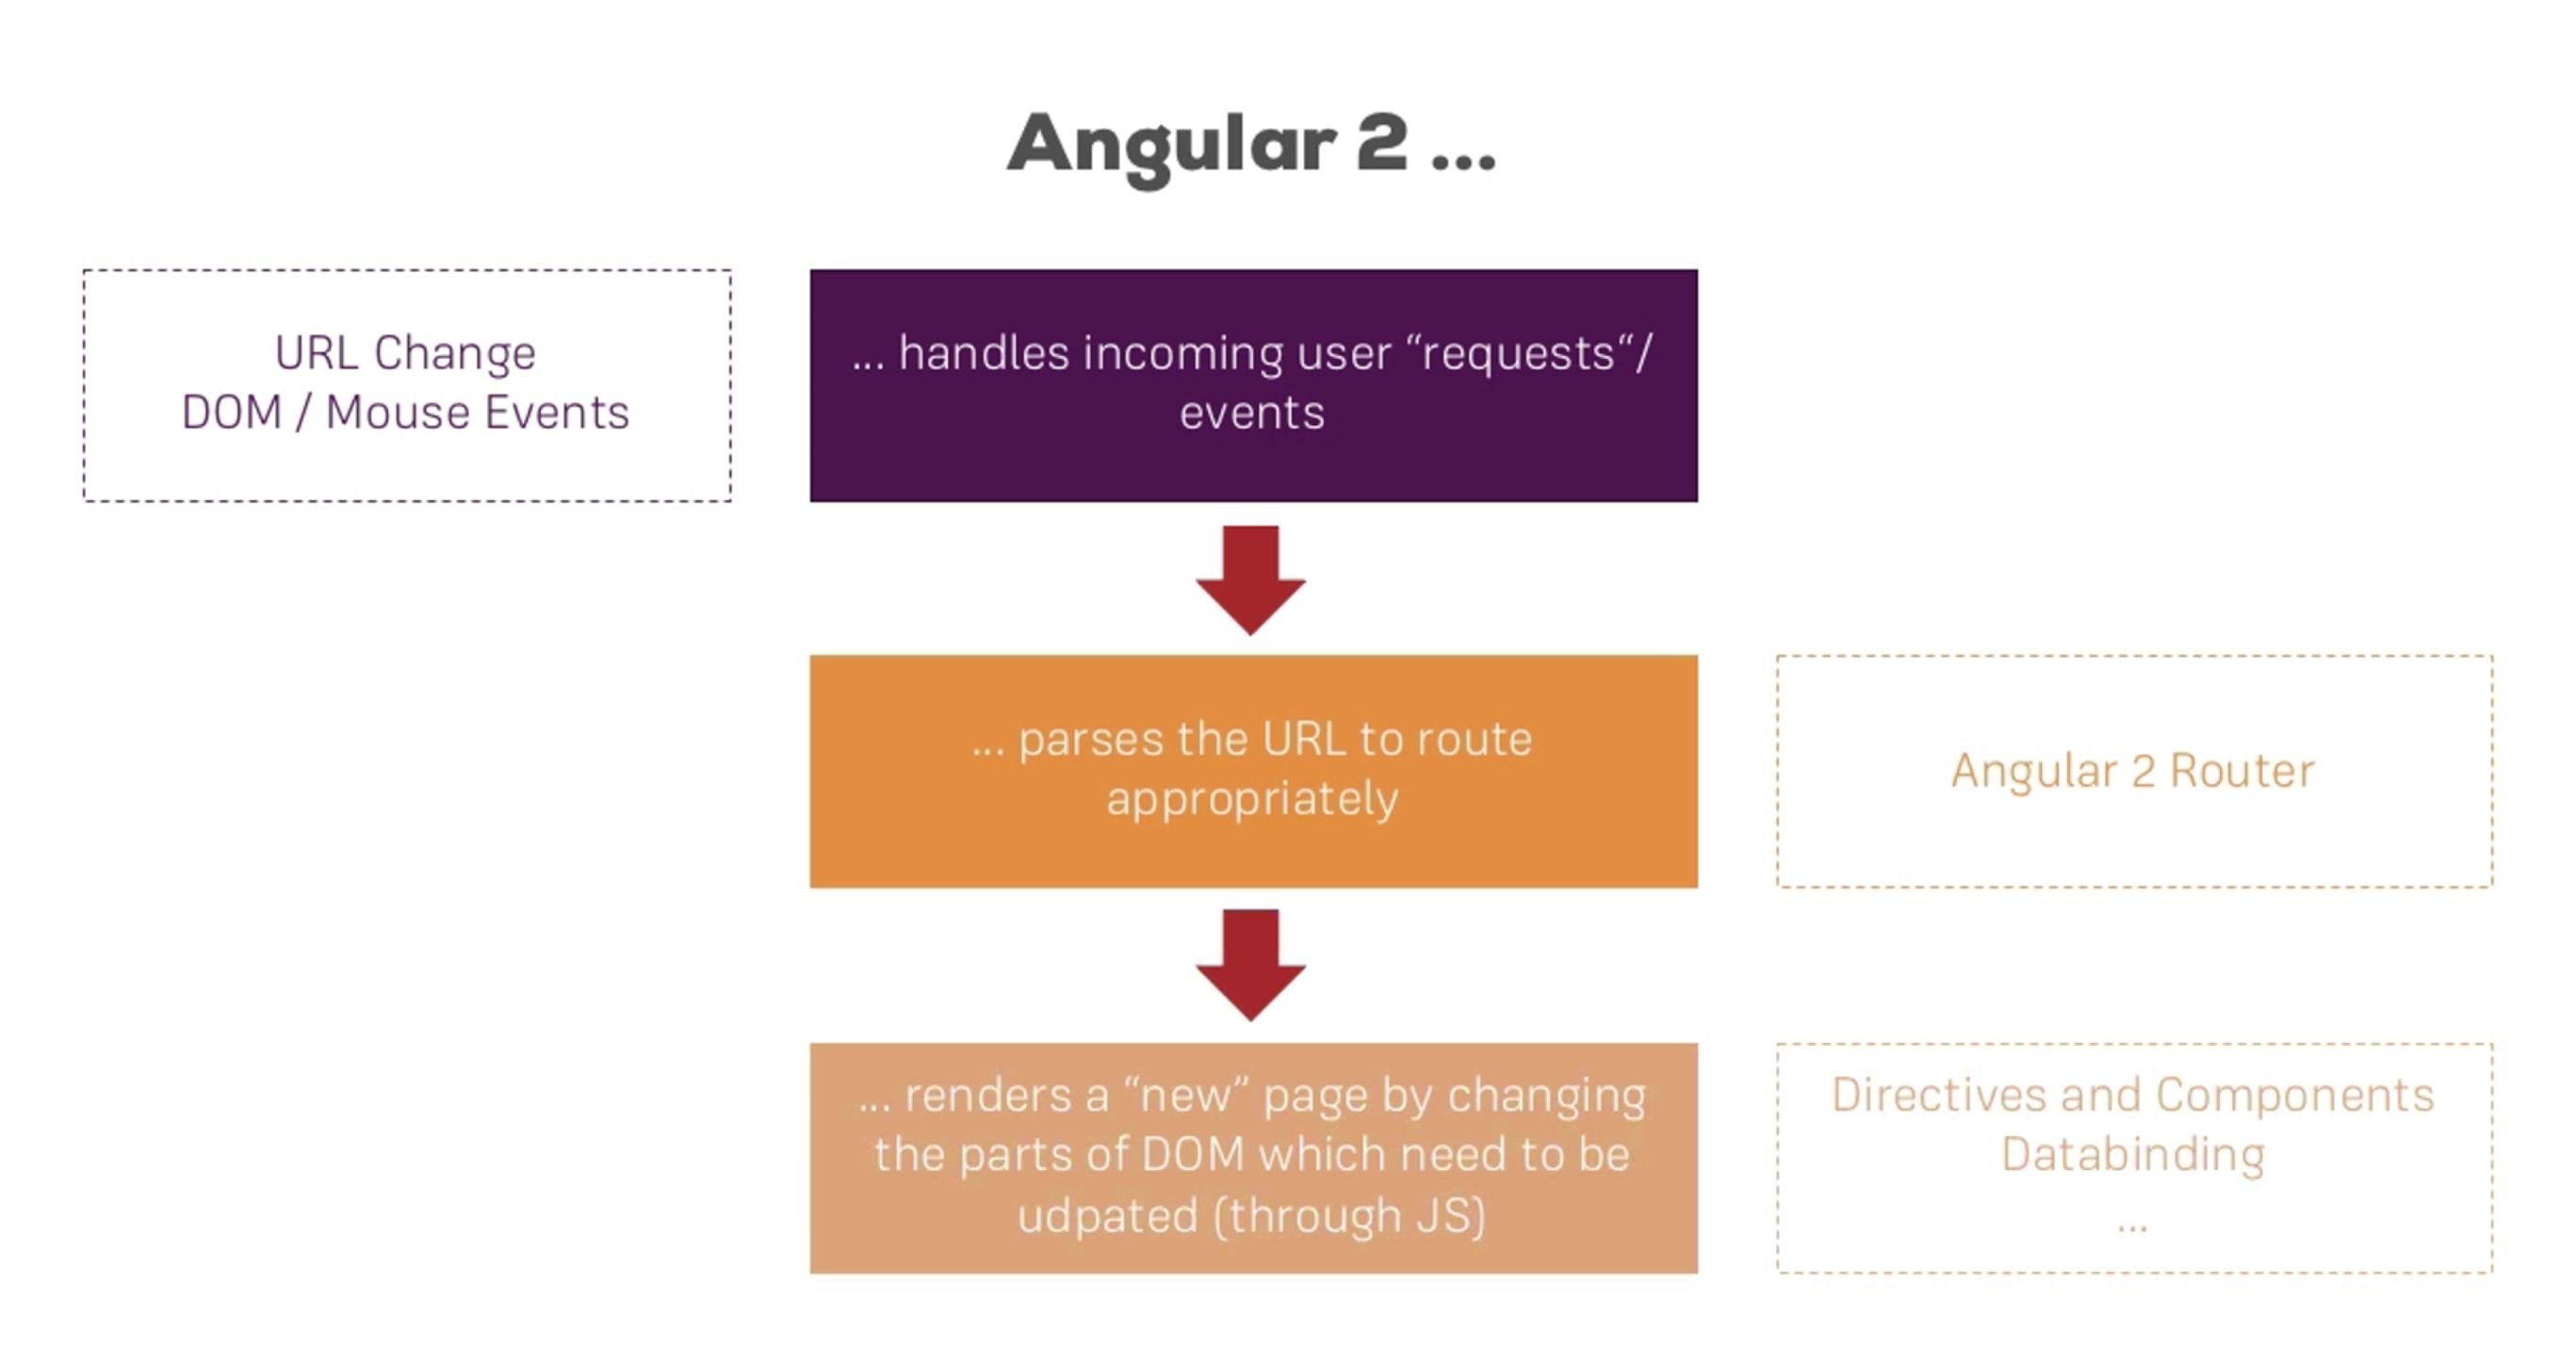 Angular 2 ...
URL Change
DOM / Mouse Events
... handles incoming user “requests“/
events
... parses the URL to route
appropriately
Angular 2 Router
... renders a “new” page by changing
the parts of DOM which need to be
udpated (through JS)
Directives and Components
Databinding
...